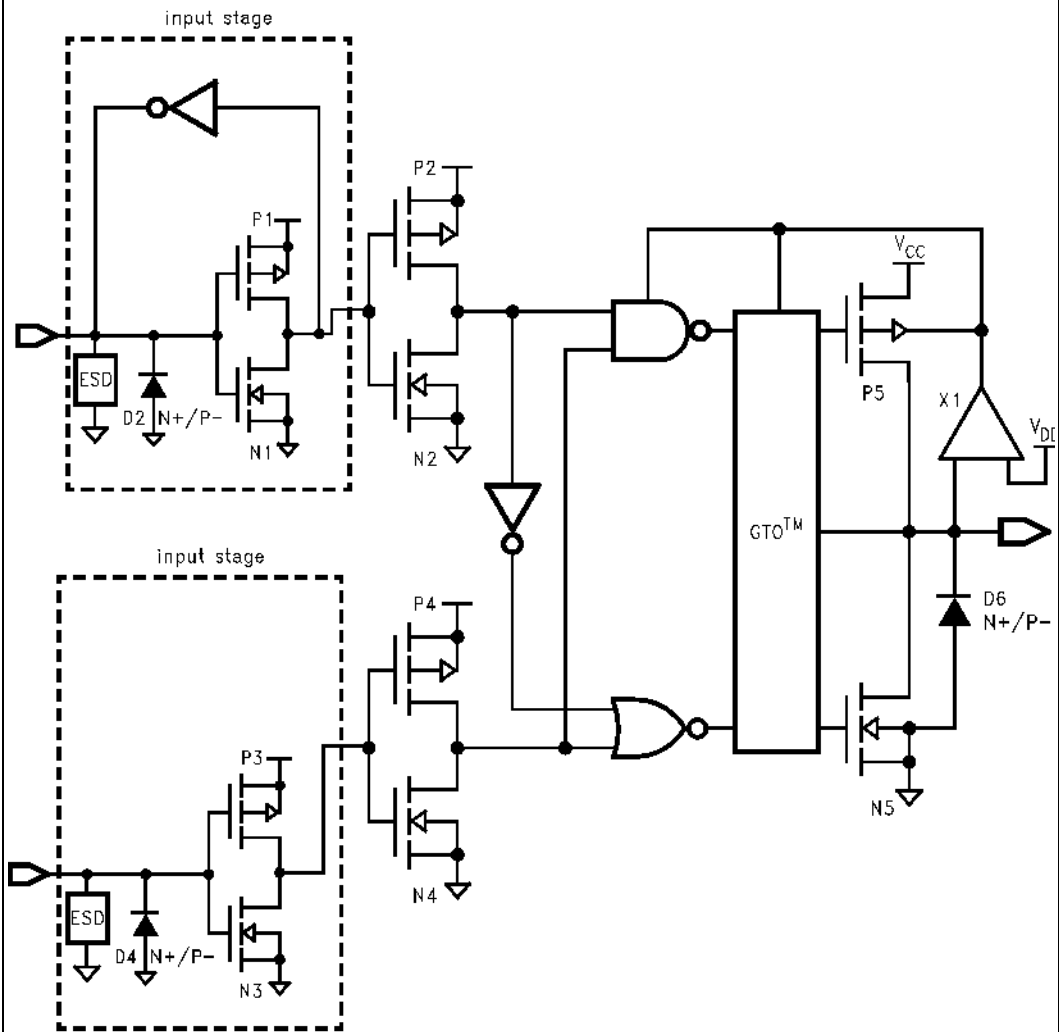 input stage
P1
ESD
D2 N+/P-
N1
P2
N2
VCC
P5
X1
VD
GTO™
D6
N+/P-
N5
input stage
P3
ESD
D4 N+/P-
N3
P4
N4